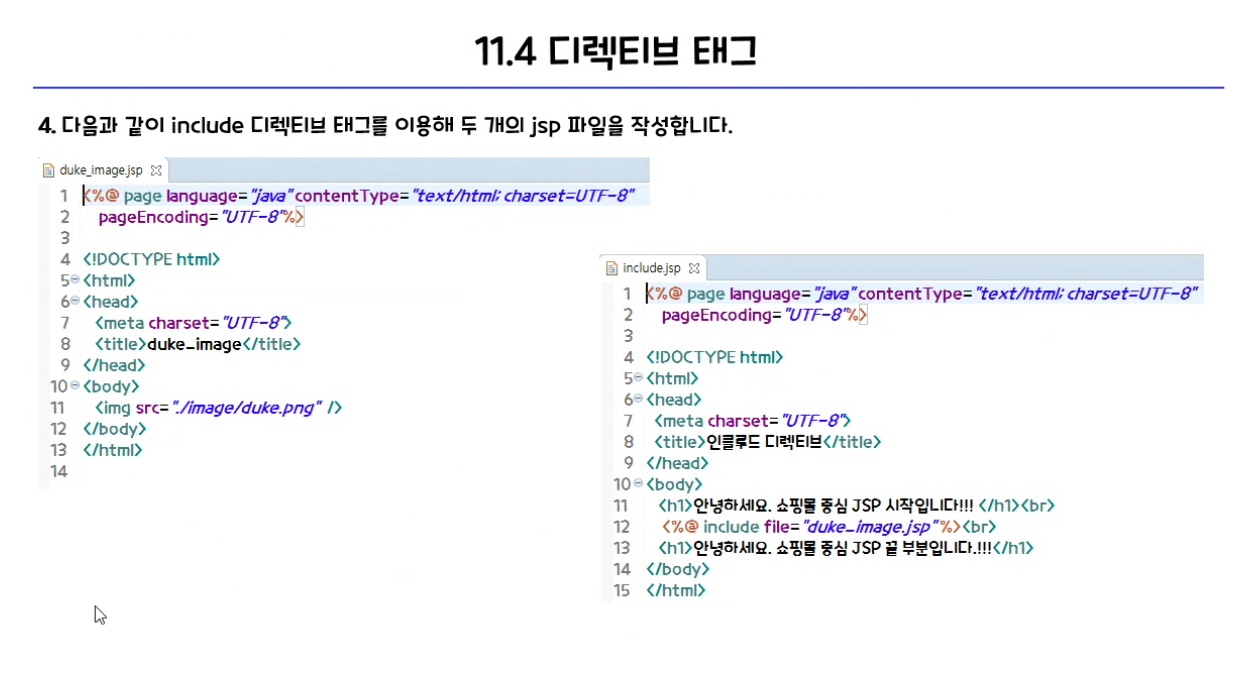 11.4 디렉티브 태그
4. 다음과 같이 include 디렉티브 태그를 이용해 두 개의 jsp 파일을 작성합니다.
duke_image.jsp
1 <%@ page language="java" contentType="text/html; charset=UTF-8"
2 pageEncoding="UTF-8"%>
3
4 <!DOCTYPE html>
5 <html>
6 <head>
7 <meta charset="UTF-8">
8 <title>duke_image</title>
9 </head>
10 <body>
11 <img src="./image/duke.png" />
12 </body>
13 </html>
14
include.jsp
1 <%@ page language="java" contentType="text/html; charset=UTF-8"
2 pageEncoding="UTF-8"%>
3
4 <!DOCTYPE html>
5 <html>
6 <head>
7 <meta charset="UTF-8">
8 <title>인클루드 디렉티브</title>
9 </head>
10 <body>
11 <h1>안녕하세요. 쇼핑몰 중심 JSP 시작입니다!!! </h1><br>
12 <%@ include file="duke_image.jsp"%><br>
13 <h1>안녕하세요. 쇼핑몰 중심 JSP 끝 부분입니다.!!!</h1>
14 </body>
15 </html>